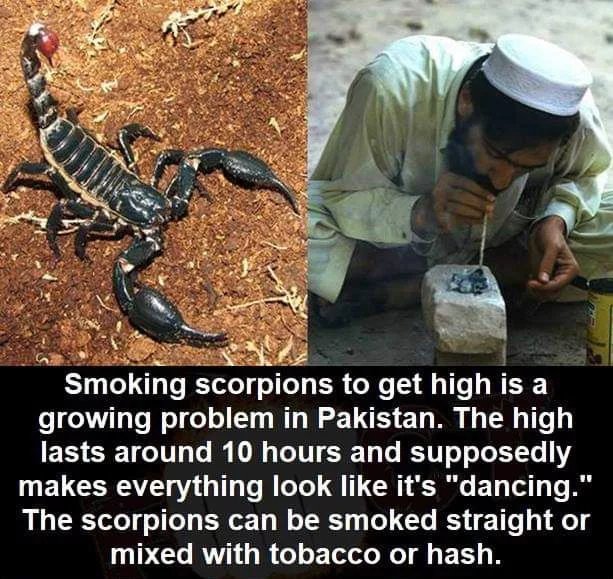 Smoking scorpions to get high is a
growing problem in Pakistan. The high
lasts around 10 hours and supposedly
makes everything look like it's "dancing."
The scorpions can be smoked straight or
mixed with tobacco or hash.